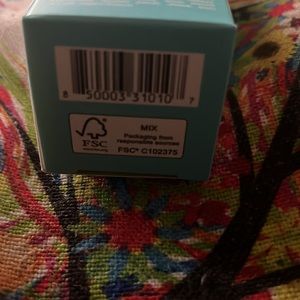 8 50003 31010 7
MIX
Packaging from
responsible sources
FSC® C102375
FSC